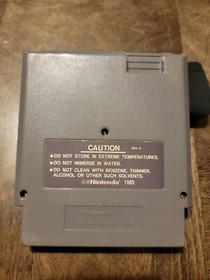 CAUTION
REV-A
●DO NOT STORE IN EXTREME TEMPERATURES.
●DO NOT IMMERSE IN WATER.
●DO NOT CLEAN WITH BENZENE, THINNER,
ALCOHOL OR OTHER SUCH SOLVENTS.
©®Nintendo® 1985